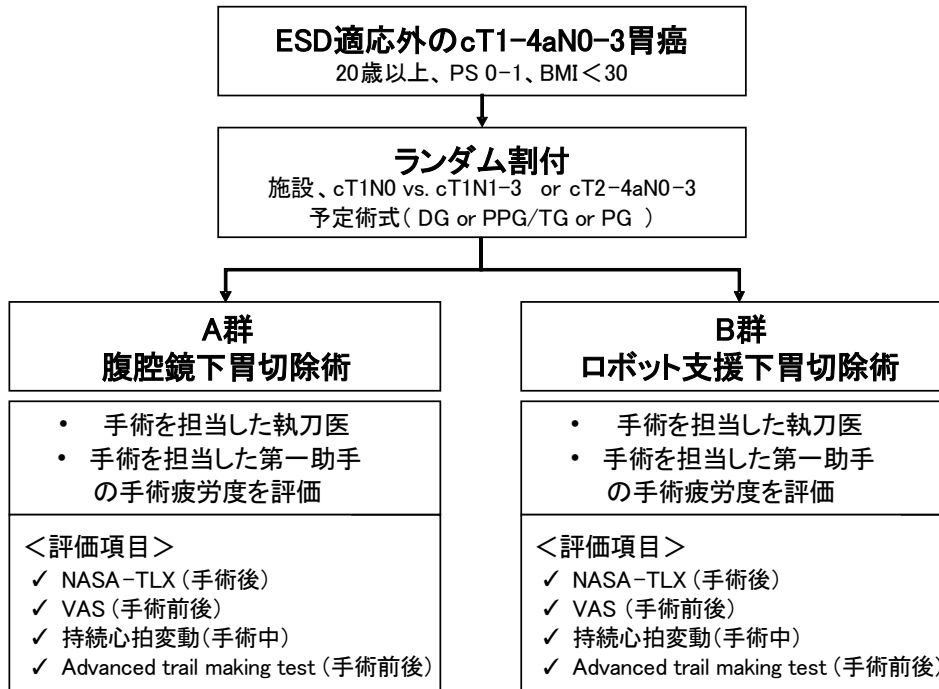 ESD適応外のcT1-4aN0-3胃癌
20歳以上、PS 0-1、BMI＜30
ランダム割付
施設、cT1N0 vs. cT1N1-3 or cT2-4aN0-3
予定術式( DG or PPG/TG or PG )
A群
腹腔鏡下胃切除術
・ 手術を担当した執刀医
・ 手術を担当した第一助手
の手術疲労度を評価
＜評価項目＞
✓ NASA-TLX (手術後)
✓ VAS (手術前後)
✓ 持続心拍変動(手術中)
✓ Advanced trail making test (手術前後)
B群
ロボット支援下胃切除術
・ 手術を担当した執刀医
・ 手術を担当した第一助手
の手術疲労度を評価
＜評価項目＞
✓ NASA-TLX (手術後)
✓ VAS (手術前後)
✓ 持続心拍変動(手術中)
✓ Advanced trail making test (手術前後)